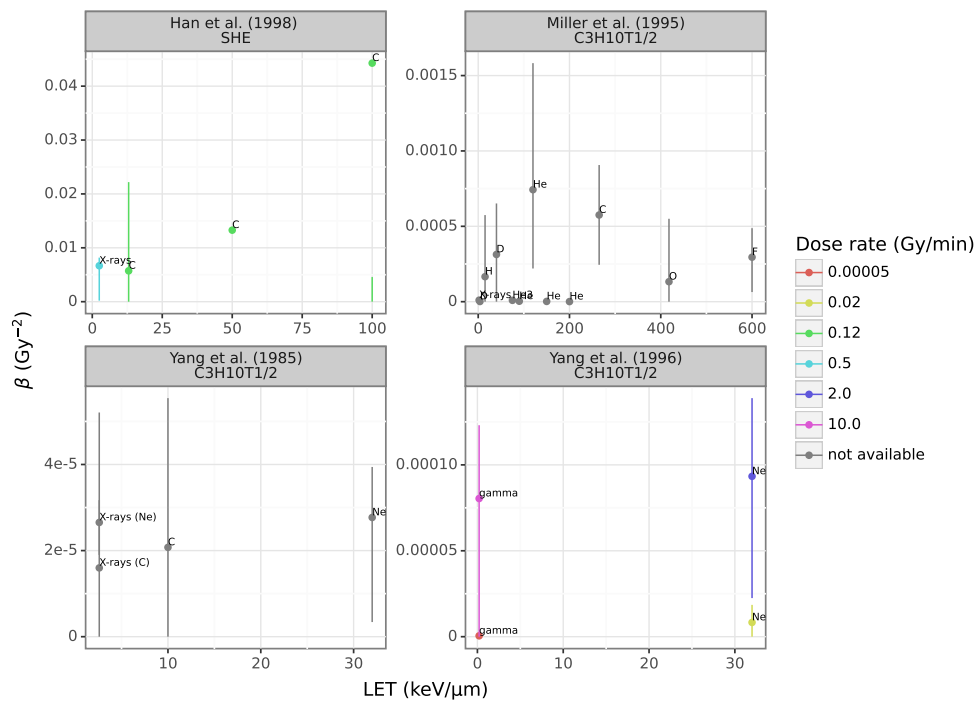 Han et al. (1998)
SHE
Miller et al. (1995)
C3H10T1/2
0.04
0.03
0.02
0.01
0
0
25
50
75
100
X-rays
C
C
C
0.0015
0.0010
0.0005
0
0
200
400
600
X-rays
H
D
He
He
He
C
O
F
Yang et al. (1985)
C3H10T1/2
Yang et al. (1996)
C3H10T1/2
4e-5
2e-5
0
10
20
30
X-rays (Ne)
X-rays (C)
C
Ne
0.00010
0.00005
0
0
10
20
30
gamma
gamma
Ne
Ne
β (Gy⁻²)
LET (keV/μm)
Dose rate (Gy/min)
0.00005
0.02
0.12
0.5
2.0
10.0
not available